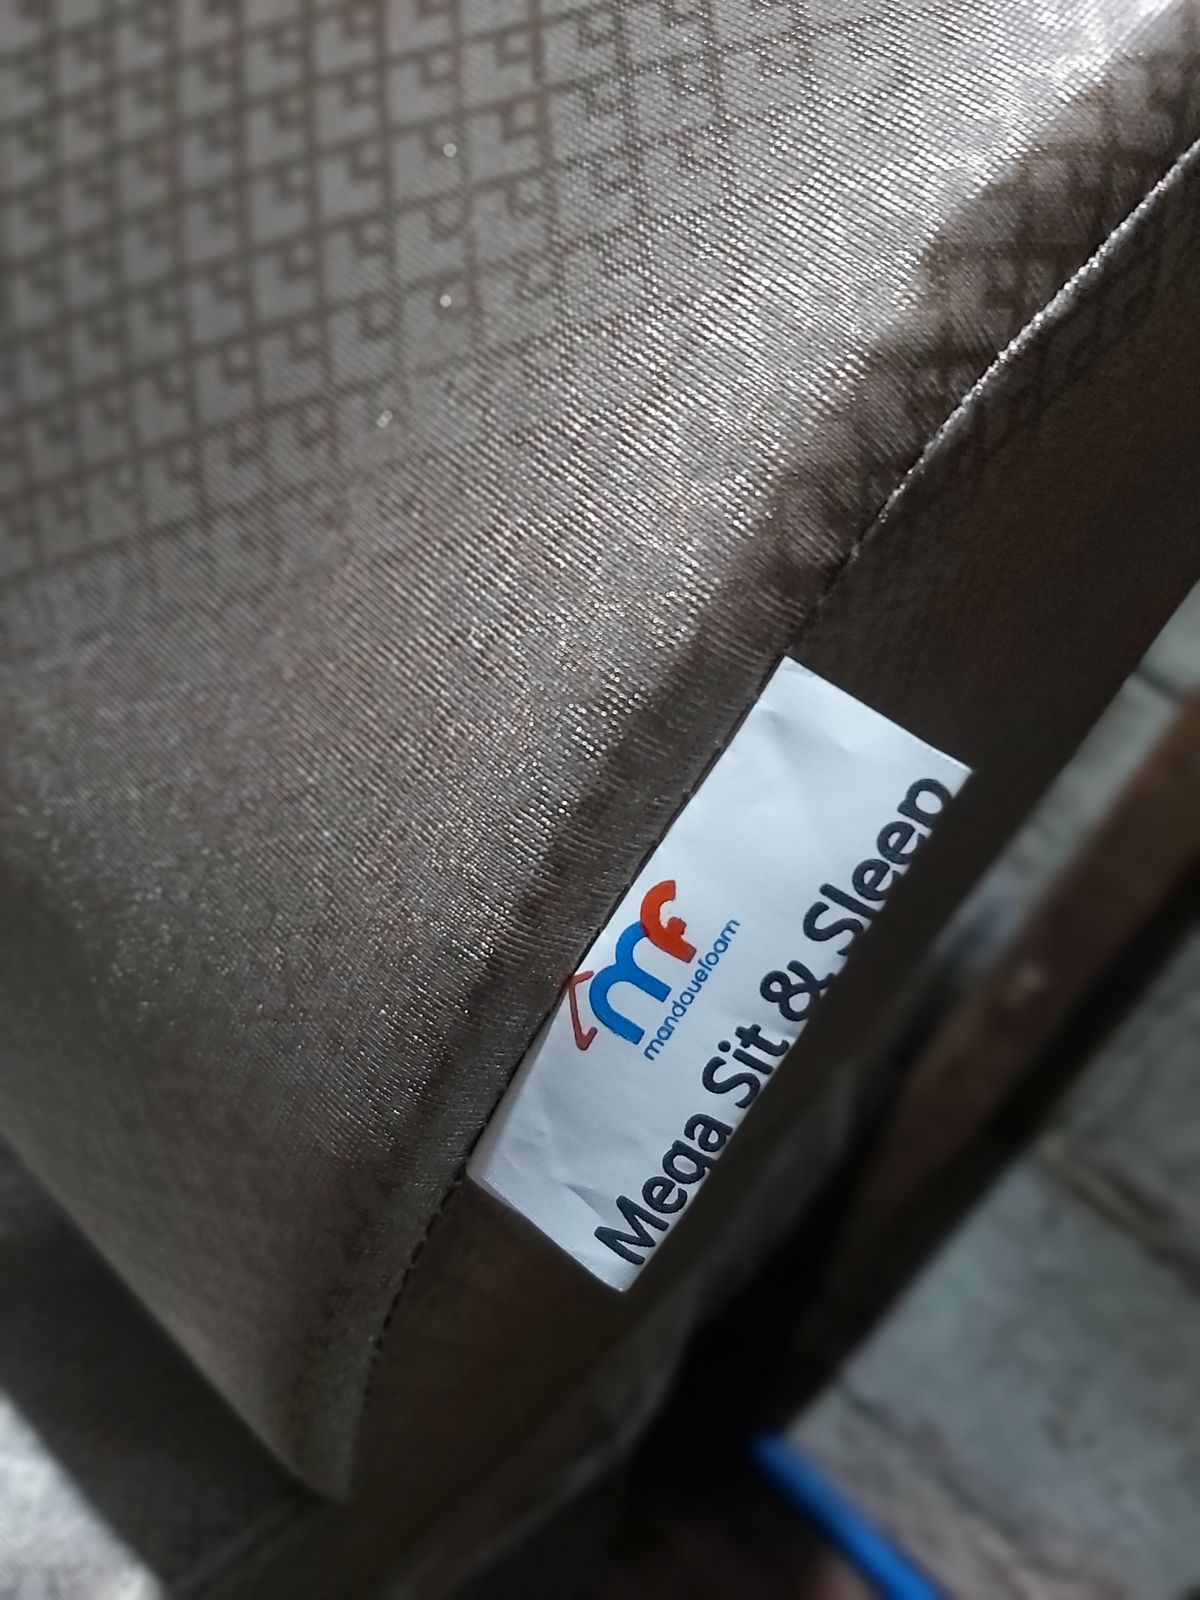 mf
mandauefoam
Mega Sit & Sleep